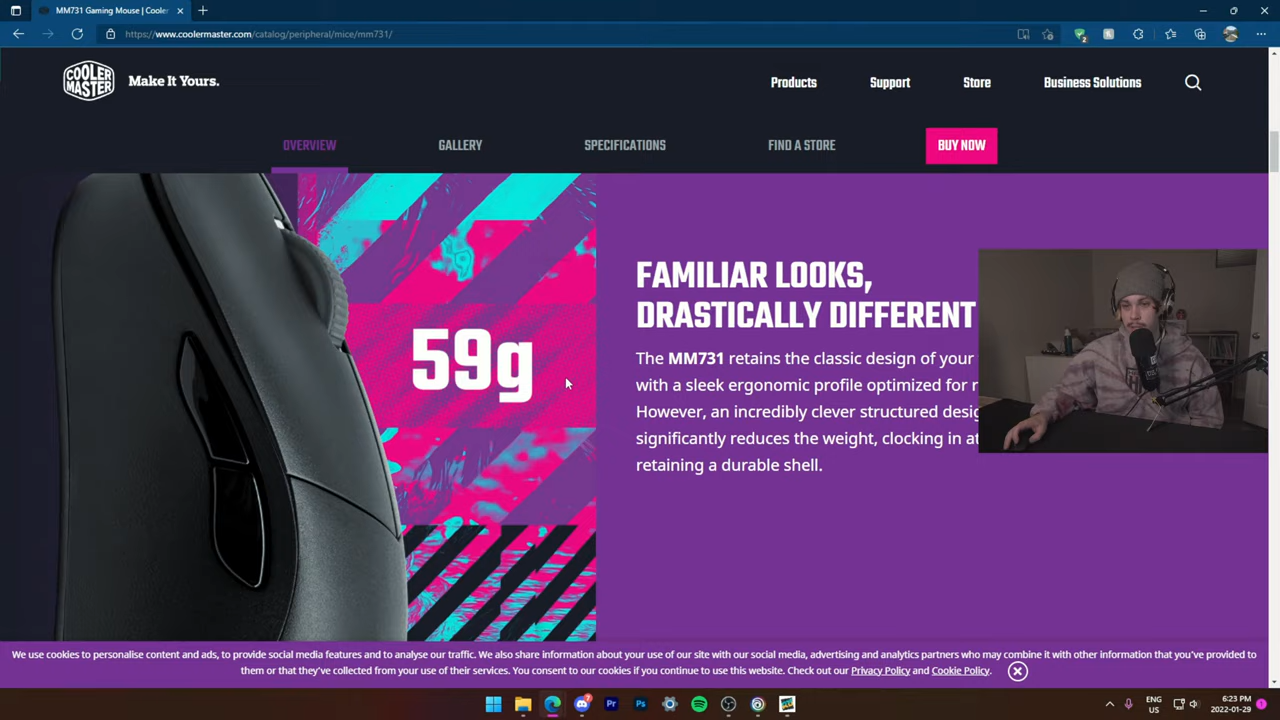 MM731 Gaming Mouse | Cooler
https://www.coolermaster.com/catalog/peripheral/mice/mm731/
COOLER MASTER
Make It Yours.
Products
Support
Store
Business Solutions
OVERVIEW
GALLERY
SPECIFICATIONS
FIND A STORE
BUY NOW
59g
FAMILIAR LOOKS,
DRASTICALLY DIFFERENT
The MM731 retains the classic design of your
with a sleek ergonomic profile optimized for
However, an incredibly clever structured
significantly reduces the weight, clocking in at
retaining a durable shell.
We use cookies to personalise content and ads, to provide social media features and to analyse our traffic. We also share information about your use of our site with our social media, advertising and analytics partners who may combine it with other information that you've provided to
them or that they've collected from your use of their services. You consent to our cookies if you continue to use this website. Check out our Privacy Policy and Cookie Policy.
ENG
US
6:23 PM
2022-01-29